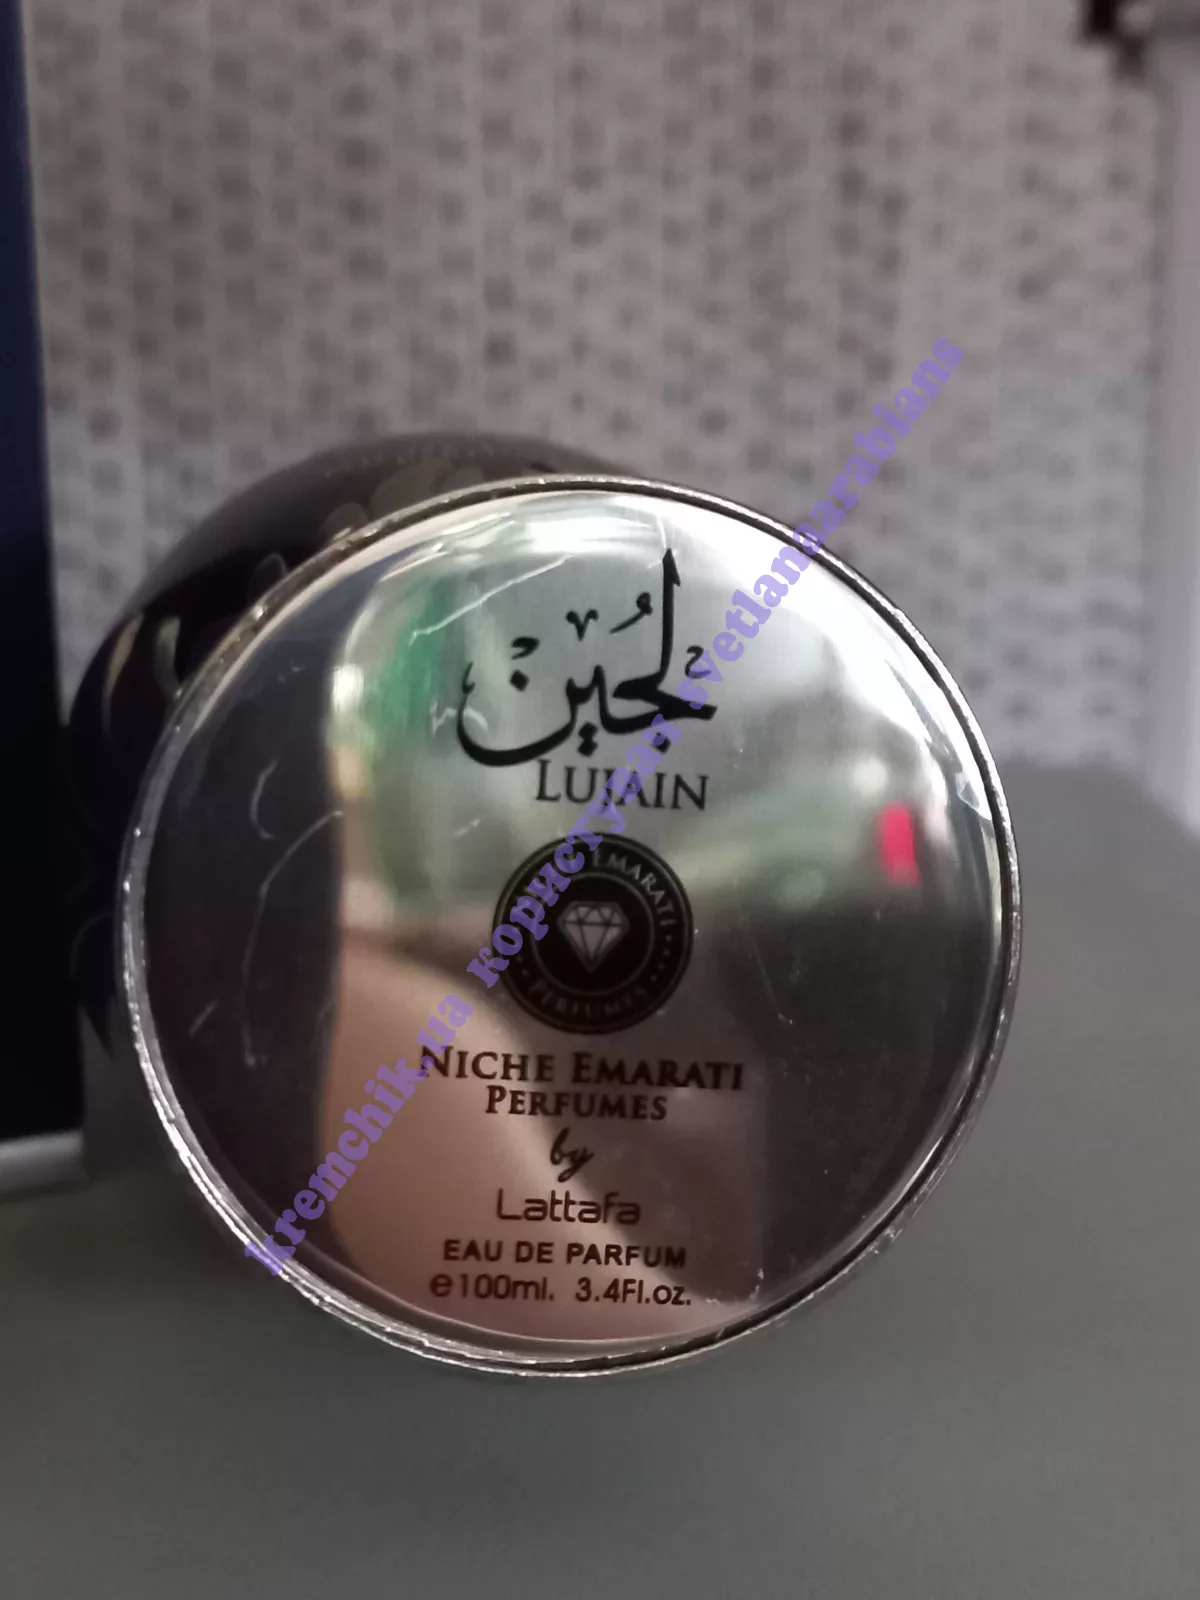 لُجَين
LUJAIN
EMARATI
PERFUMES
NICHE EMARATI
PERFUMES
by
Lattafa
EAU DE PARFUM
e100ml. 3.4Fl.oz.
kremchik.ua користувач svetlanaarabians